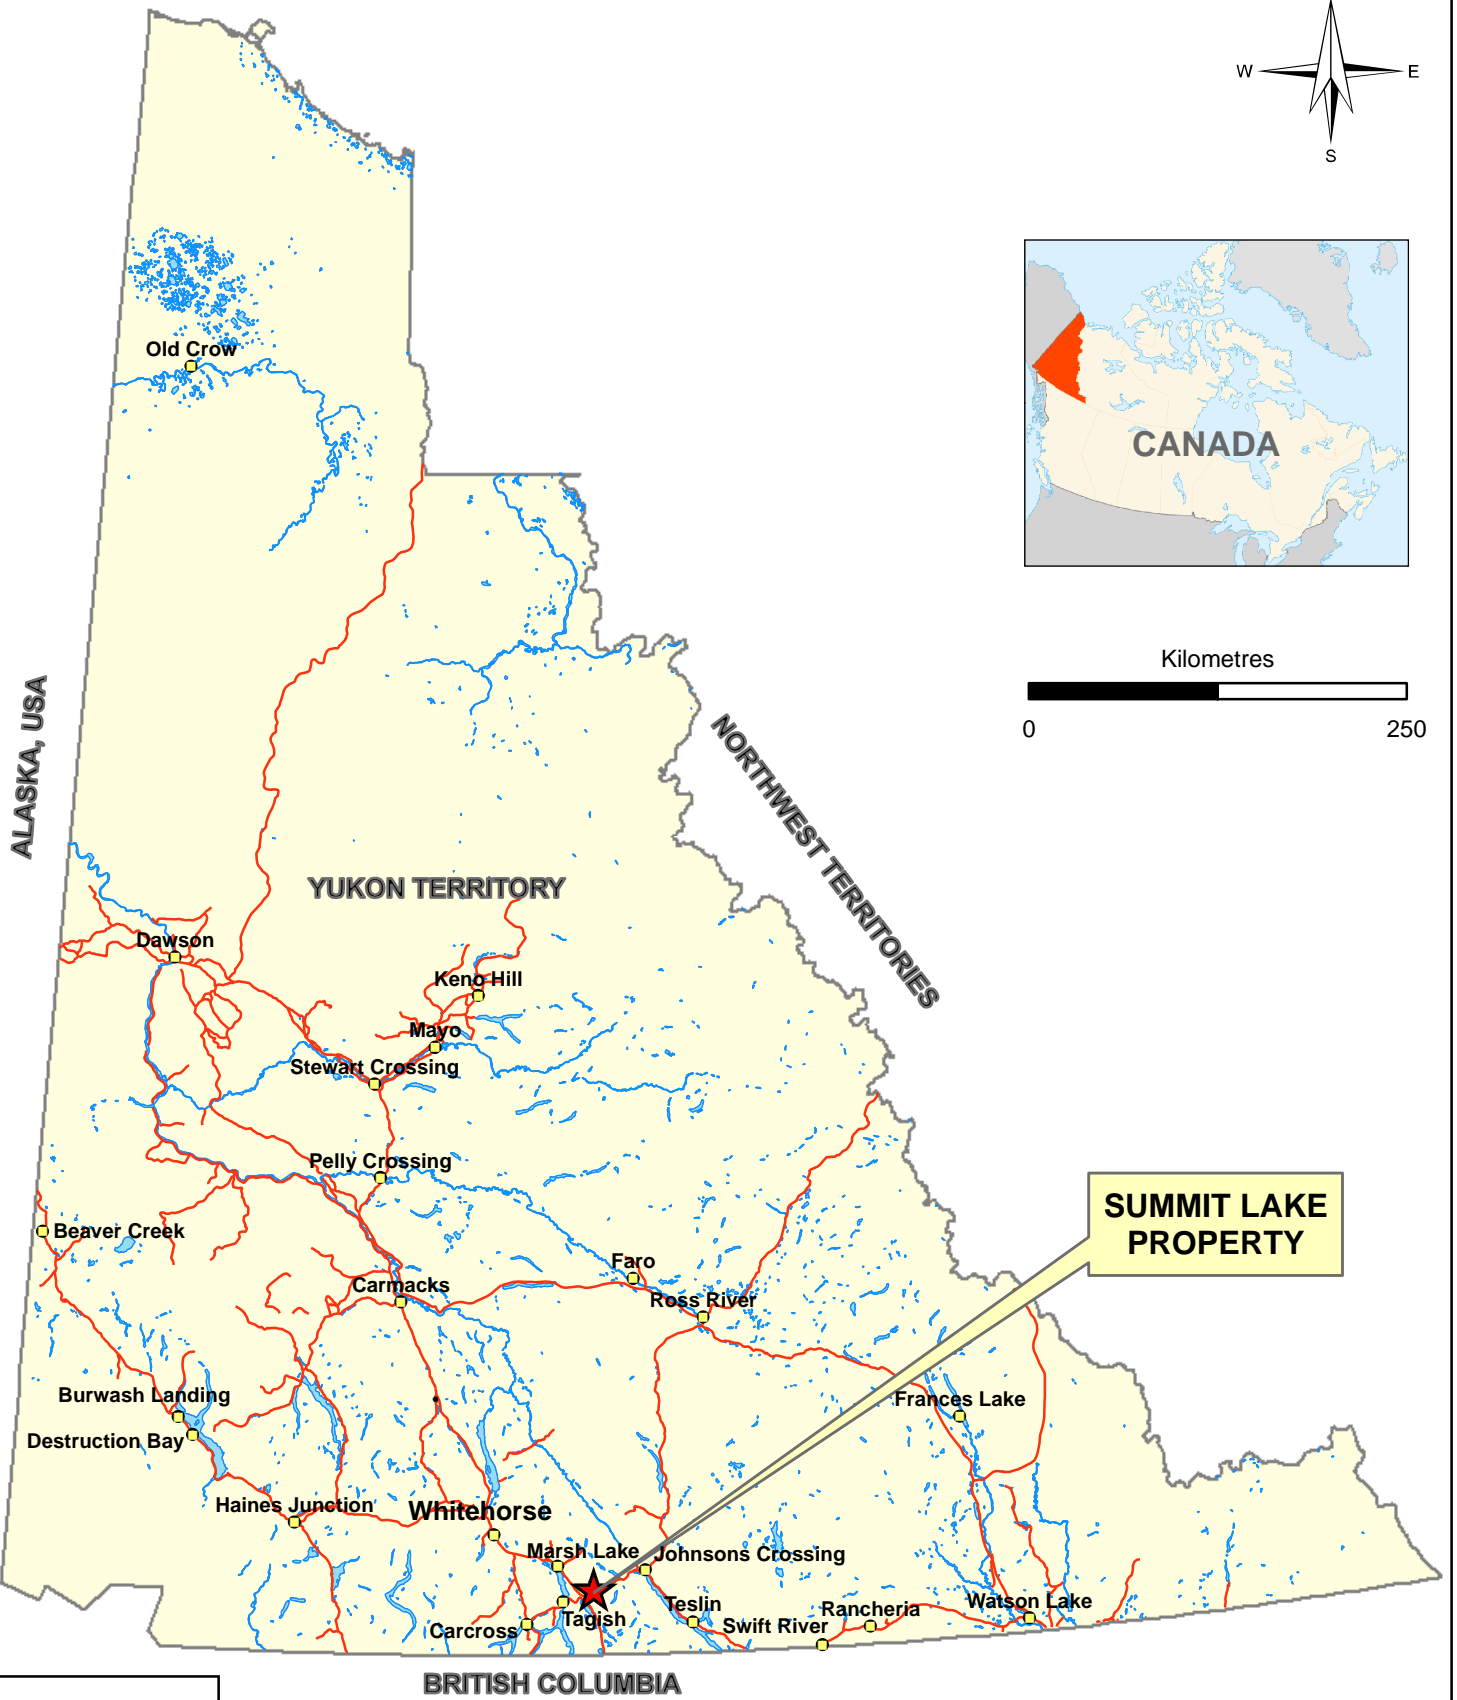 W
E
S
CANADA
Kilometres
0
250
Old Crow
ALASKA, USA
NORTHWEST TERRITORIES
YUKON TERRITORY
Dawson
Keno Hill
Mayo
Stewart Crossing
Pelly Crossing
SUMMIT LAKE
PROPERTY
Beaver Creek
Faro
Carmacks
Ross River
Burwash Landing
Frances Lake
Destruction Bay
Haines Junction
Whitehorse
Marsh Lake
Johnsons Crossing
Teslin
Watson Lake
Rancheria
Tagish
Swift River
Carcross
BRITISH COLUMBIA